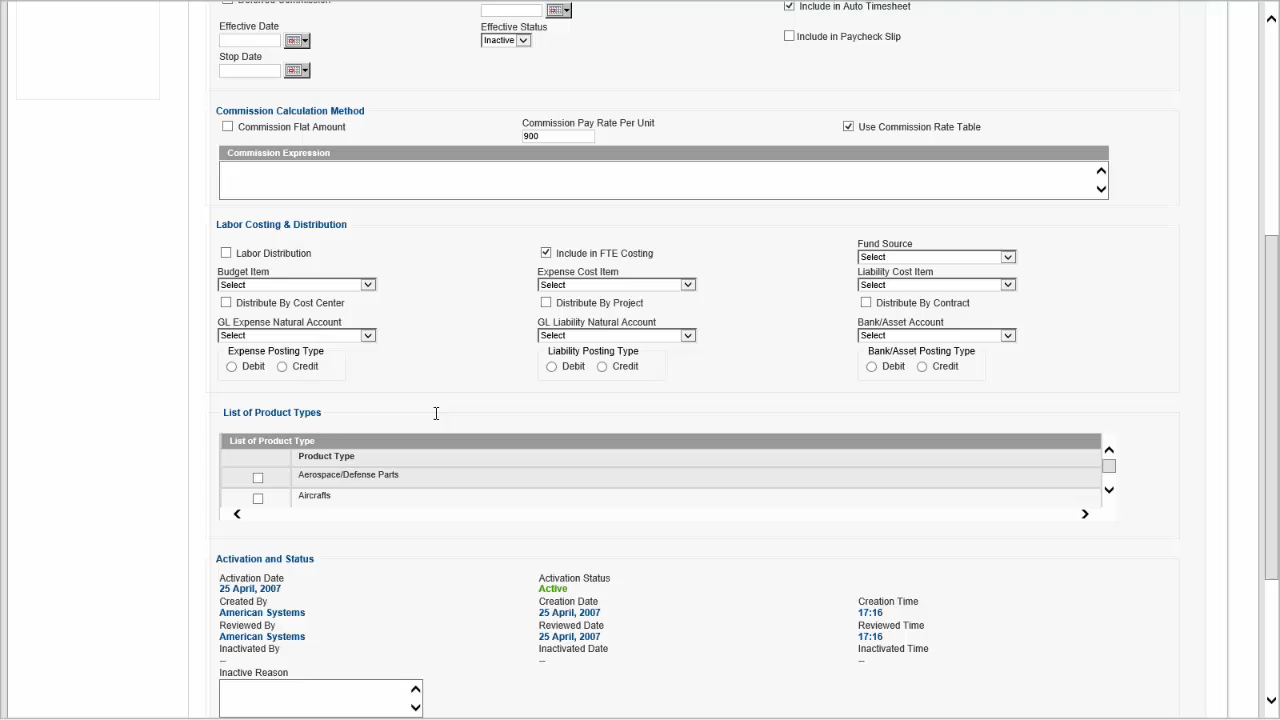 Deferred Commission
Include in Auto Timesheet
Effective Date
Effective Status
Inactive
Include in Paycheck Slip
Stop Date
Commission Calculation Method
Commission Flat Amount
Commission Pay Rate Per Unit
900
Use Commission Rate Table
Commission Expression
Labor Costing & Distribution
Labor Distribution
Include in FTE Costing
Fund Source
Select
Budget Item
Expense Cost Item
Liability Cost Item
Select
Select
Select
Distribute By Cost Center
Distribute By Project
Distribute By Contract
GL Expense Natural Account
GL Liability Natural Account
Bank/Asset Account
Select
Select
Select
Expense Posting Type
Liability Posting Type
Bank/Asset Posting Type
Debit Credit
Debit Credit
Debit Credit
List of Product Types
List of Product Type
Product Type
Aerospace/Defense Parts
Aircrafts
Activation and Status
Activation Date
Activation Status
25 April, 2007
Active
Created By
Creation Date
Creation Time
American Systems
25 April, 2007
17:16
Reviewed By
Reviewed Date
Reviewed Time
American Systems
25 April, 2007
17:16
Inactivated By
Inactivated Date
Inactivated Time
--
--
--
Inactive Reason